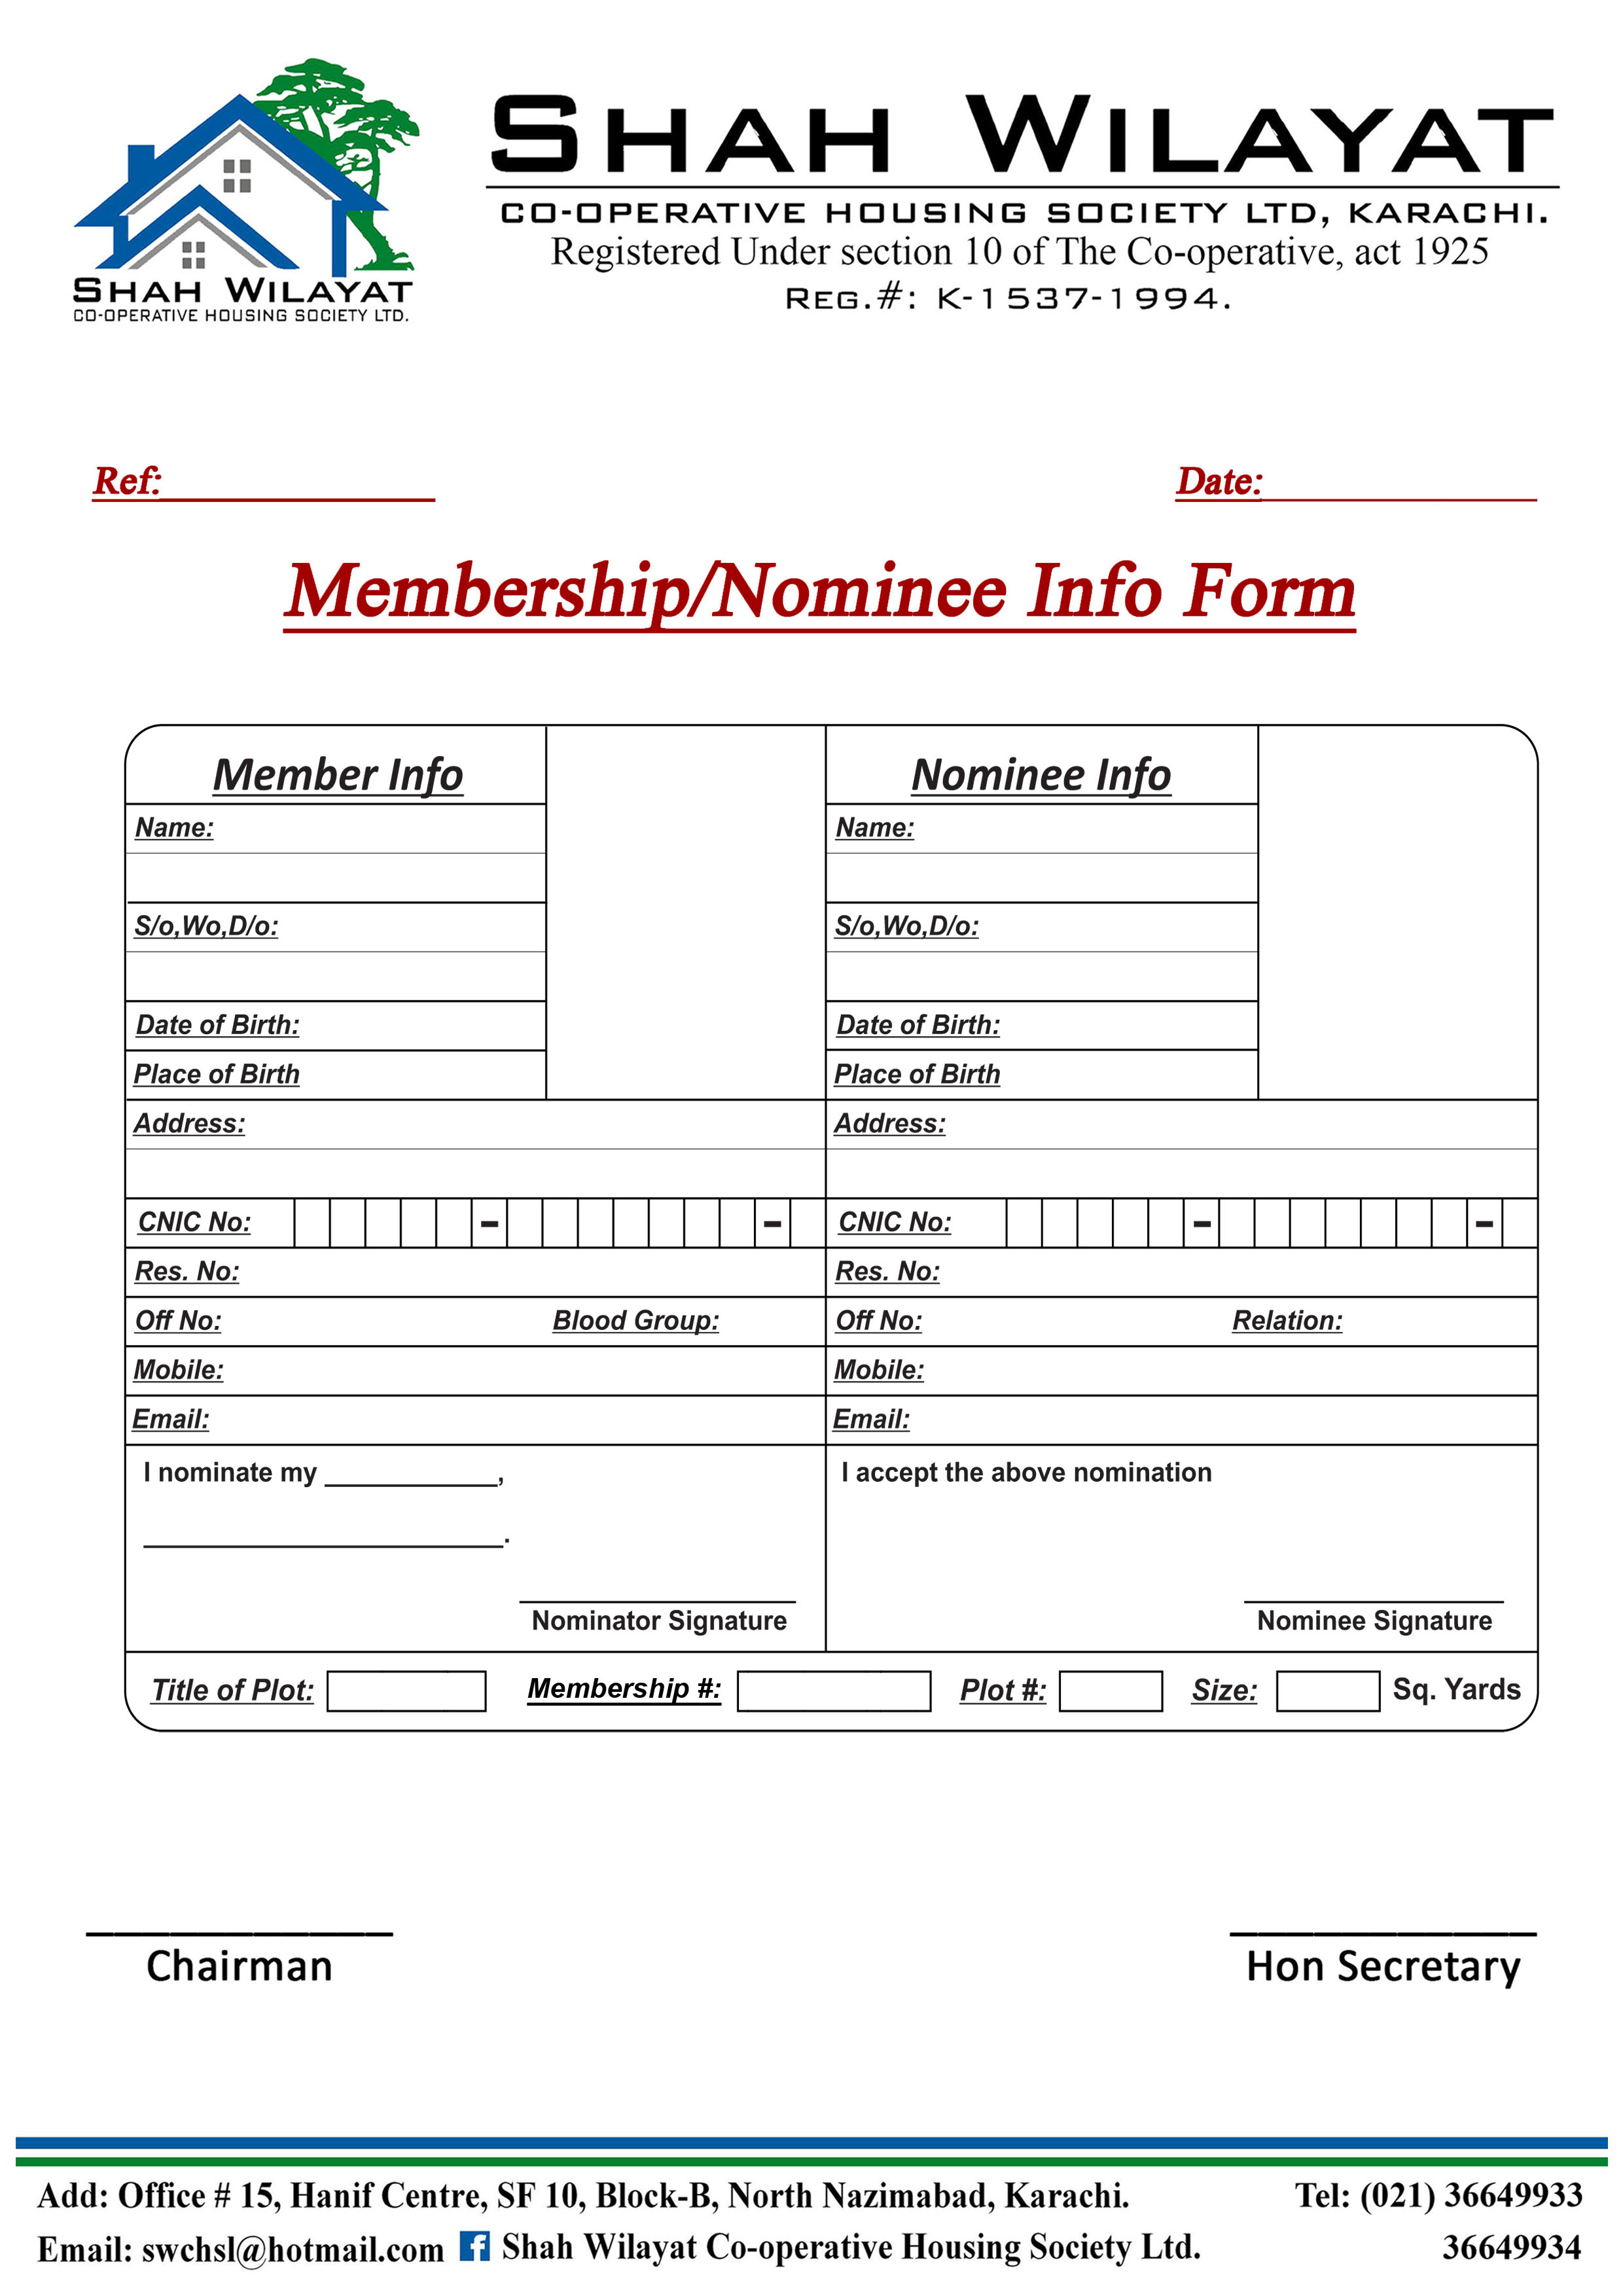 SHAH WILAYAT
CO-OPERATIVE HOUSING SOCIETY LTD, KARACHI.
Registered Under section 10 of The Co-operative, act 1925
REG.#: K-1537-1994.
SHAH WILAYAT
CO-OPERATIVE HOUSING SOCIETY LTD.
Ref:________________ Date:________________
Membership/Nominee Info Form
Member Info Nominee Info
Name: Name:
S/o,Wo,D/o: S/o,Wo,D/o:
Date of Birth: Date of Birth:
Place of Birth Place of Birth
Address: Address:
CNIC No: – – CNIC No: – –
Res. No: Res. No:
Off No: Blood Group: Off No: Relation:
Mobile: Mobile:
Email: Email:
I nominate my ____________, I accept the above nomination
_________________________.
Nominator Signature Nominee Signature
Title of Plot: Membership #: Plot #: Size: Sq. Yards
Chairman Hon Secretary
Add: Office # 15, Hanif Centre, SF 10, Block-B, North Nazimabad, Karachi. Tel: (021) 36649933
Email: swchsl@hotmail.com f Shah Wilayat Co-operative Housing Society Ltd. 36649934